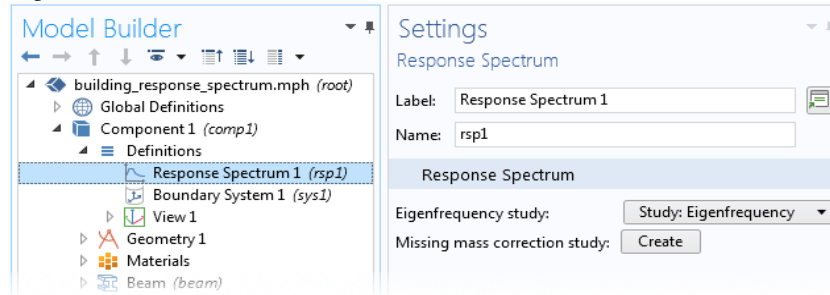 Model Builder
building_response_spectrum.mph (root)
Global Definitions
Component 1 (comp1)
Definitions
Response Spectrum 1 (rsp1)
Boundary System 1 (sys1)
View 1
Geometry 1
Materials
Beam (beam)
Settings
Response Spectrum
Label: Response Spectrum 1
Name: rsp1
Response Spectrum
Eigenfrequency study: Study: Eigenfrequency
Missing mass correction study: Create